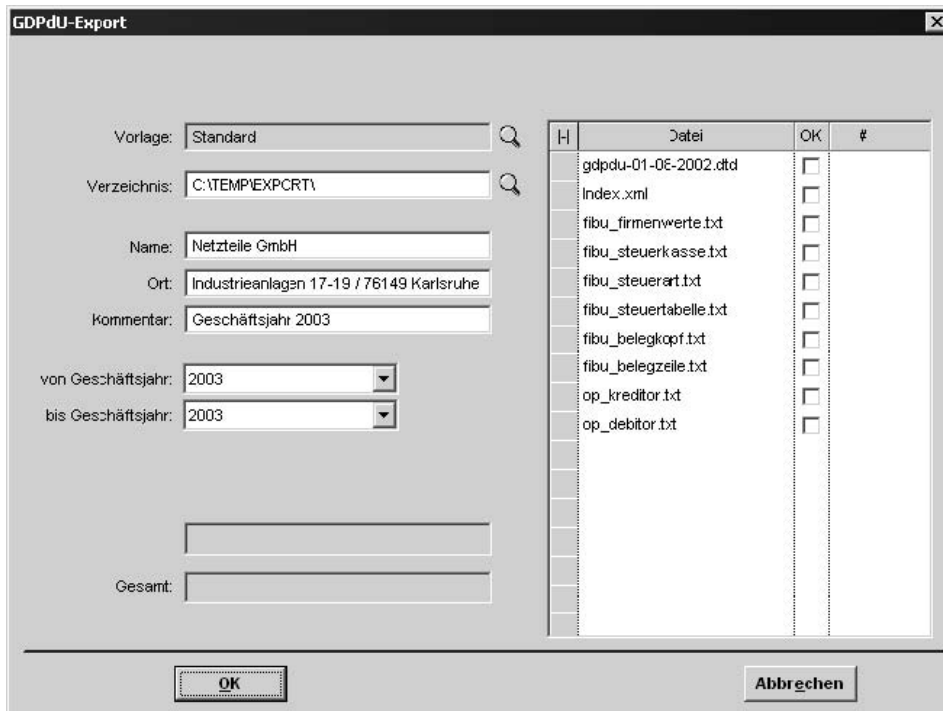 GDPdU-Export
Vorlage: Standard
Verzeichnis: C:\TEMP\EXPORT\
Name: Netzteile GmbH
Ort: Industrieanlagen 17-19 / 76149 Karlsruhe
Kommentar: Geschäftsjahr 2003
von Geschäftsjahr: 2003
bis Geschäftsjahr: 2003
Gesamt:
|-| Datei OK #
gdpdu-01-08-2002.dtd
Index.xml
fibu_firmenwerte.txt
fibu_steuerkasse.txt
fibu_steuerart.txt
fibu_steuertabelle.txt
fibu_belegkopf.txt
fibu_belegzeile.txt
op_kreditor.txt
op_debitor.txt
OK
Abbrechen